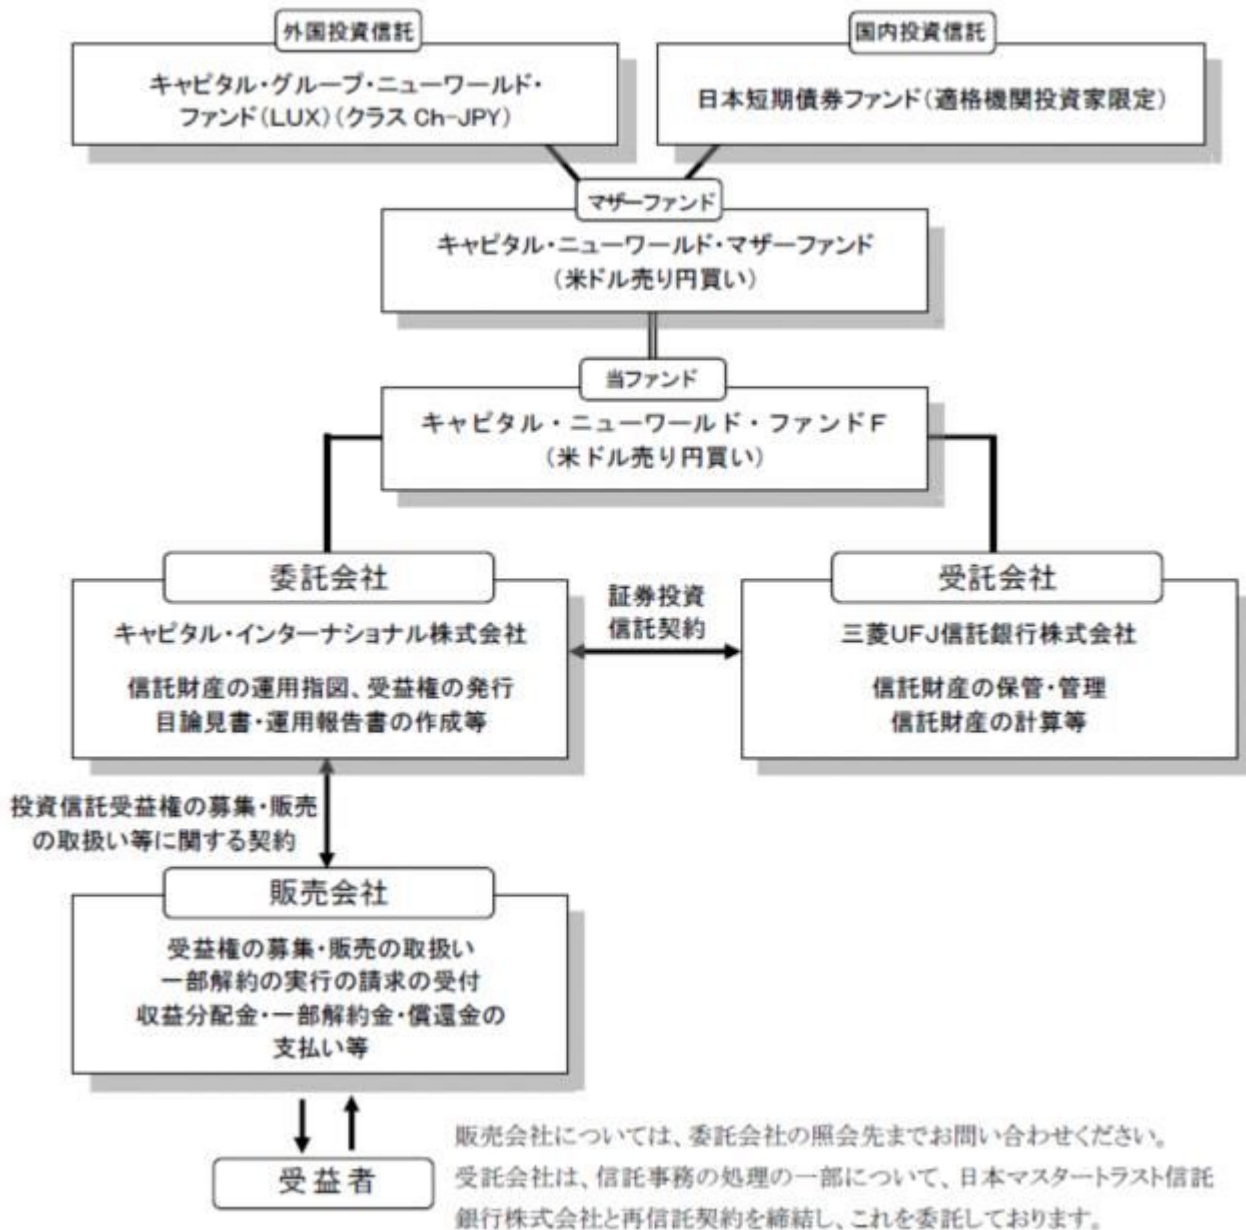 外国投資信託
キャピタル・グループ・ニューワールド・
ファンド(LUX)(クラス Ch-JPY)
国内投資信託
日本短期債券ファンド(適格機関投資家限定)
マザーファンド
キャピタル・ニューワールド・マザーファンド
(米ドル売り円買い)
当ファンド
キャピタル・ニューワールド・ファンドF
(米ドル売り円買い)
委託会社
キャピタル・インターナショナル株式会社
信託財産の運用指図、受益権の発行
目論見書・運用報告書の作成等
証券投資
信託契約
受託会社
三菱UFJ信託銀行株式会社
信託財産の保管・管理
信託財産の計算等
投資信託受益権の募集・販売
の取扱い等に関する契約
販売会社
受益権の募集・販売の取扱い
一部解約の実行の請求の受付
収益分配金・一部解約金・償還金の
支払い等
受益者
販売会社については、委託会社の照会先までお問い合わせください。
受託会社は、信託事務の処理の一部について、日本マスタートラスト信託
銀行株式会社と再信託契約を締結し、これを委託しております。